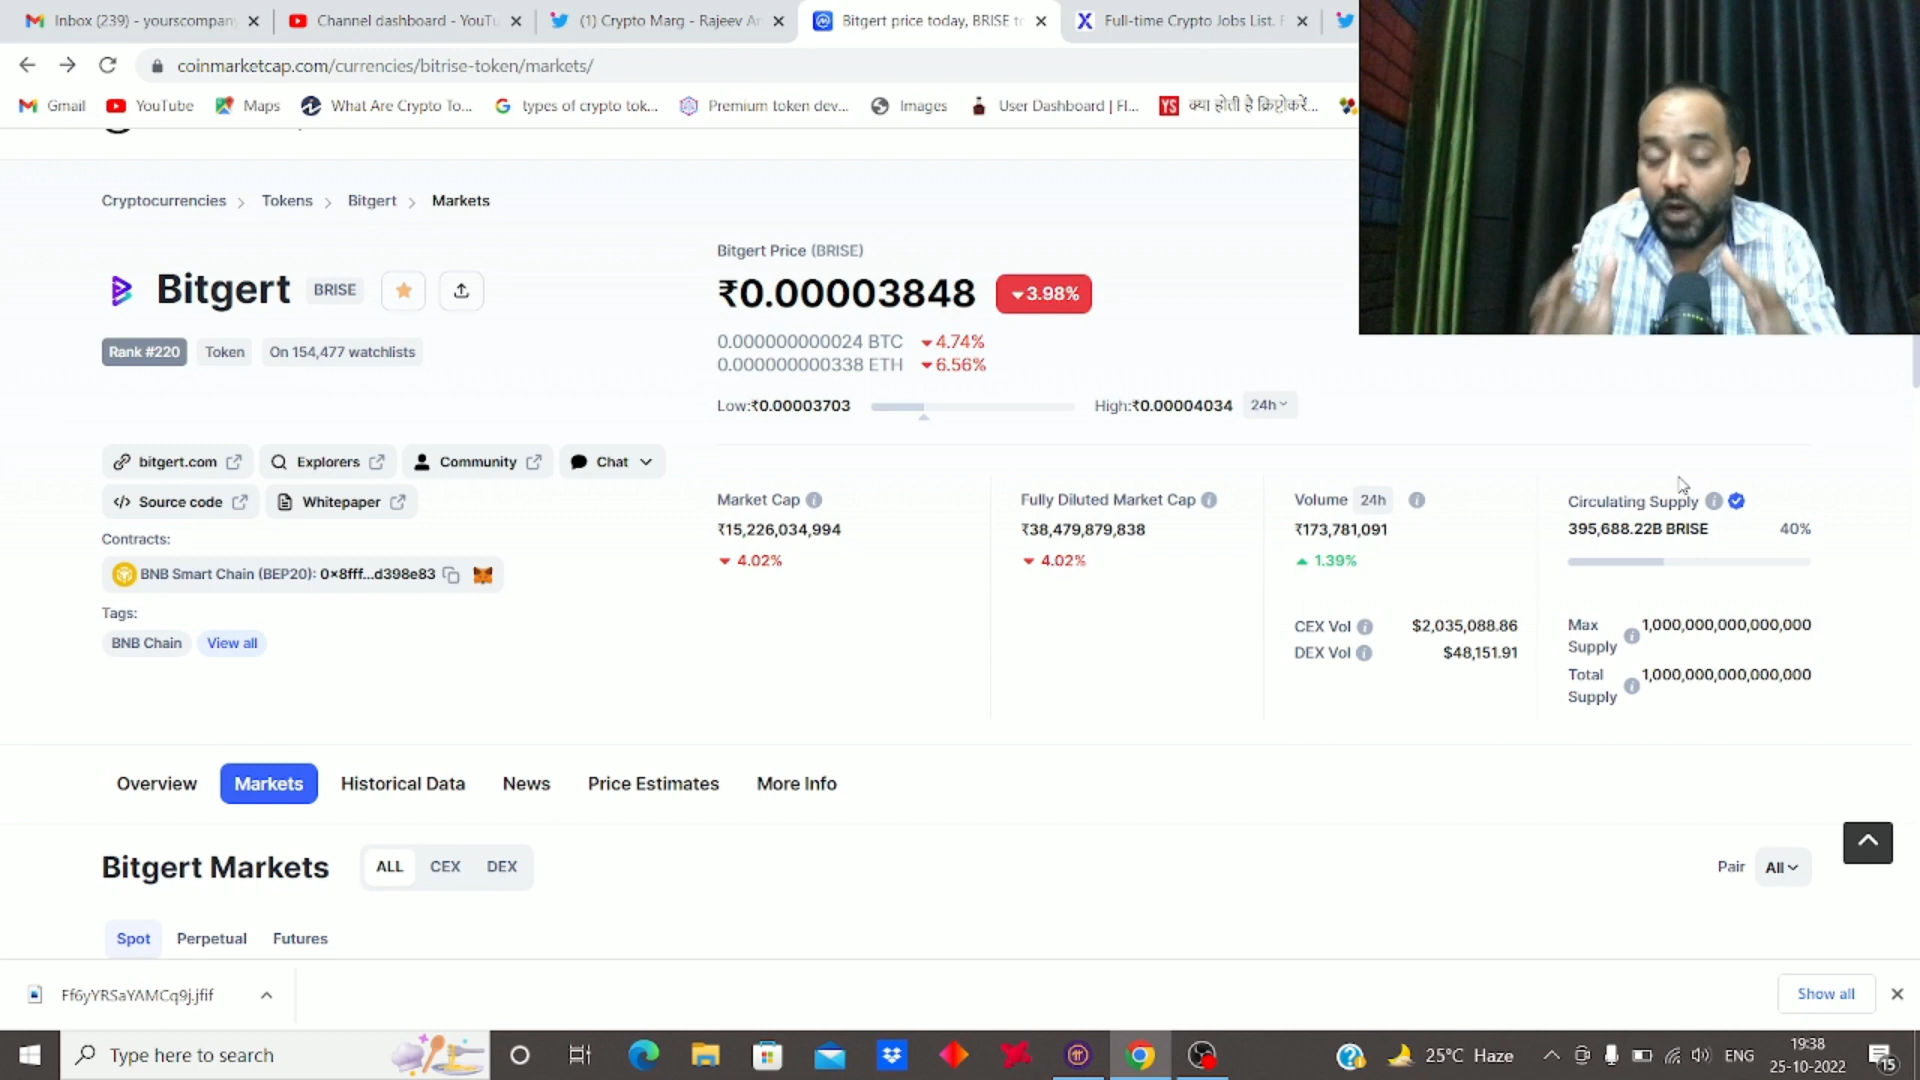 Inbox (239) - yourscompan
Channel dashboard - YouTu
(1) Crypto Marg - Rajeev An
Bitgert price today, BRISE to
Full-time Crypto Jobs List. F
coinmarketcap.com/currencies/bitrise-token/markets/
Gmail
YouTube
Maps
What Are Crypto To...
types of crypto tok...
Premium token dev...
Images
User Dashboard | Fl...
YS
क्या होती है क्रिप्टोकरें...
Cryptocurrencies > Tokens > Bitgert > Markets
Bitgert BRISE
Rank #220 Token On 154,477 watchlists
bitgert.com Explorers Community Chat
Source code Whitepaper
Contracts:
BNB Smart Chain (BEP20): 0x8fff...d398e83
Tags:
BNB Chain View all
Bitgert Price (BRISE)
₹0.00003848 3.98%
0.000000000024 BTC 4.74%
0.000000000338 ETH 6.56%
Low:₹0.00003703 High:₹0.00004034 24h
Market Cap
₹15,226,034,994
4.02%
Fully Diluted Market Cap
₹38,479,879,838
4.02%
Volume 24h
₹173,781,091
1.39%
CEX Vol $2,035,088.86
DEX Vol $48,151.91
Circulating Supply
395,688.22B BRISE 40%
Max Supply 1,000,000,000,000,000
Total Supply 1,000,000,000,000,000
Overview Markets Historical Data News Price Estimates More Info
Bitgert Markets ALL CEX DEX
Pair All
Spot Perpetual Futures
Ff6yYRSaYAMCq9j.jfif
Show all
Type here to search
25°C Haze
ENG
19:38
25-10-2022
15